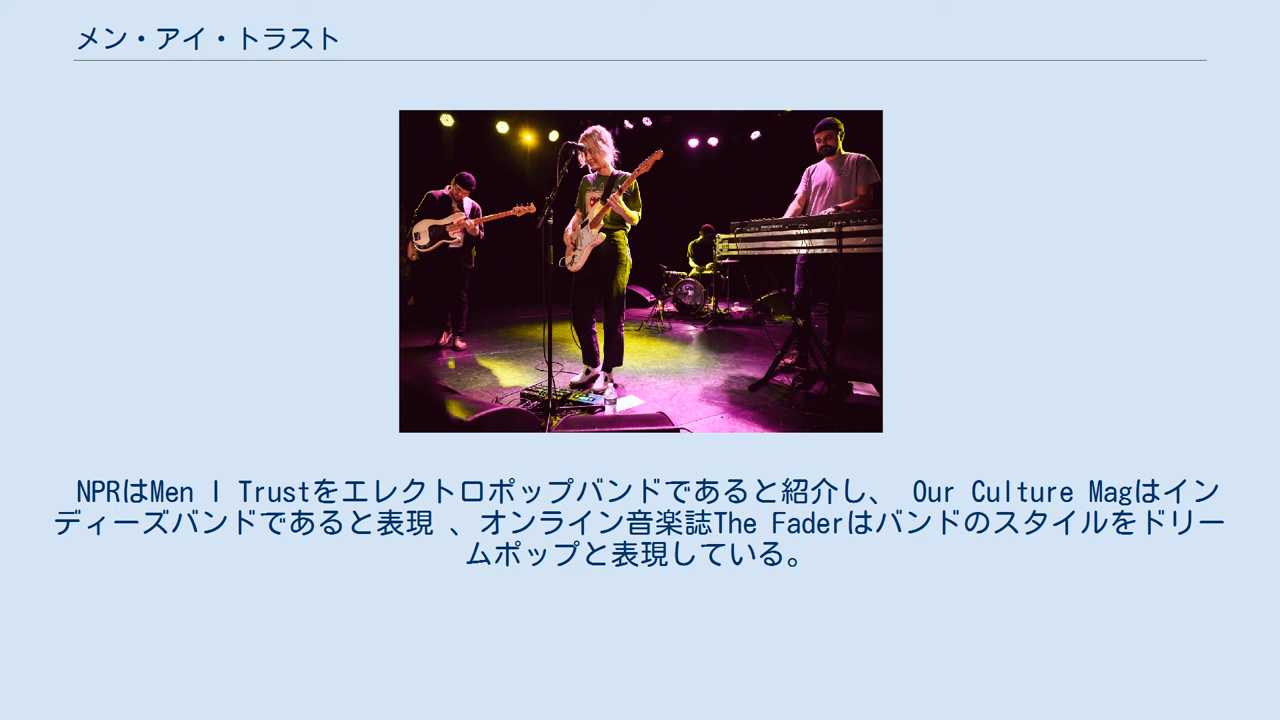 メン・アイ・トラスト
NPRはMen I Trustをエレクトロポップバンドであると紹介し、 Our Culture Magはイン
ディーズバンドであると表現 、オンライン音楽誌The Faderはバンドのスタイルをドリー
ムポップと表現している。